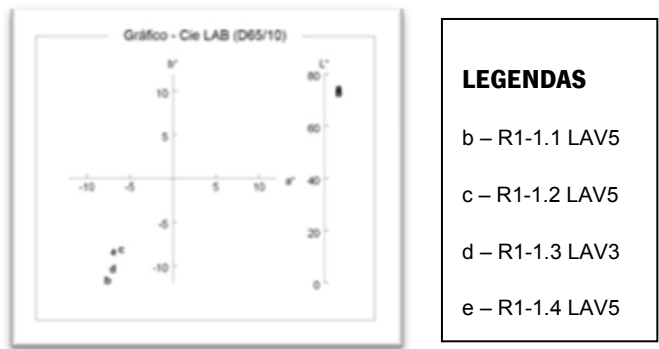 Gráfico - Cie LAB (D65/10)
b*
L*
80
10
60
5
-10
-5
5
10
a*
40
-5
20
e
c
-10
d
b
0
LEGENDAS
b – R1-1.1 LAV5
c – R1-1.2 LAV5
d – R1-1.3 LAV3
e – R1-1.4 LAV5